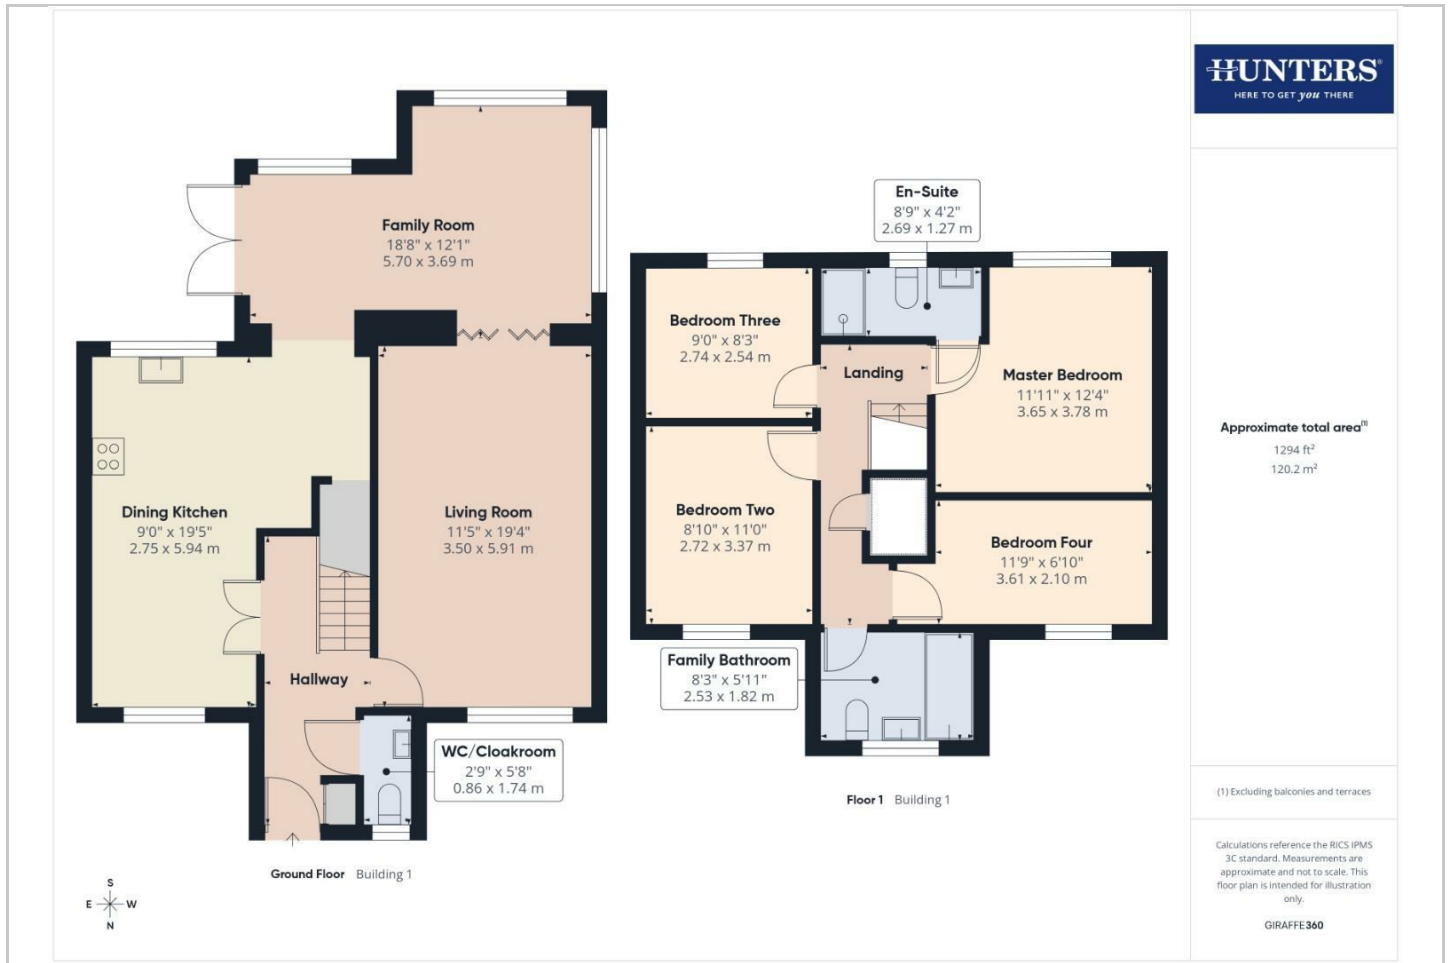 HUNTERS®
HERE TO GET you THERE
Family Room
18'8" x 12'1"
5.70 x 3.69 m
Dining Kitchen
9'0" x 19'5"
2.75 x 5.94 m
Living Room
11'5" x 19'4"
3.50 x 5.91 m
Hallway
WC/Cloakroom
2'9" x 5'8"
0.86 x 1.74 m
Ground Floor Building 1
S
E W
N
En-Suite
8'9" x 4'2"
2.69 x 1.27 m
Bedroom Three
9'0" x 8'3"
2.74 x 2.54 m
Landing
Master Bedroom
11'11" x 12'4"
3.65 x 3.78 m
Bedroom Two
8'10" x 11'0"
2.72 x 3.37 m
Bedroom Four
11'9" x 6'10"
3.61 x 2.10 m
Family Bathroom
8'3" x 5'11"
2.53 x 1.82 m
Floor 1 Building 1
Approximate total area(1)
1294 ft²
120.2 m²
(1) Excluding balconies and terraces
Calculations reference the RICS IPMS
3C standard. Measurements are
approximate and not to scale. This
floor plan is intended for illustration
only.
GIRAFFE360